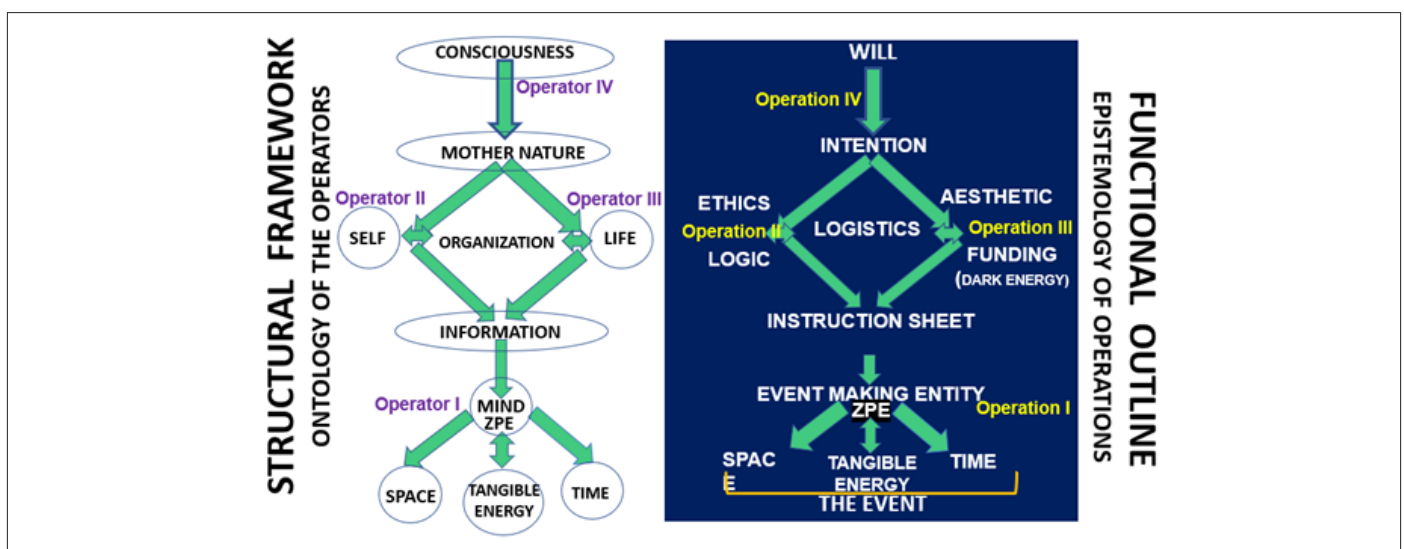 STRUCTURAL FRAMEWORK
ONTOLOGY OF THE OPERATORS
CONSCIOUSNESS
Operator IV
MOTHER NATURE
Operator II
Operator III
SELF
ORGANIZATION
LIFE
INFORMATION
Operator I
MIND
ZPE
SPACE
TANGIBLE
ENERGY
TIME
WILL
Operation IV
INTENTION
ETHICS
AESTHETIC
Operation II
LOGISTICS
Operation III
LOGIC
FUNDING
(DARK ENERGY)
INSTRUCTION SHEET
EVENT MAKING ENTITY
ZPE
Operation I
SPAC
E
TANGIBLE
ENERGY
TIME
THE EVENT
EPISTEMOLOGY OF OPERATIONS
FUNCTIONAL OUTLINE